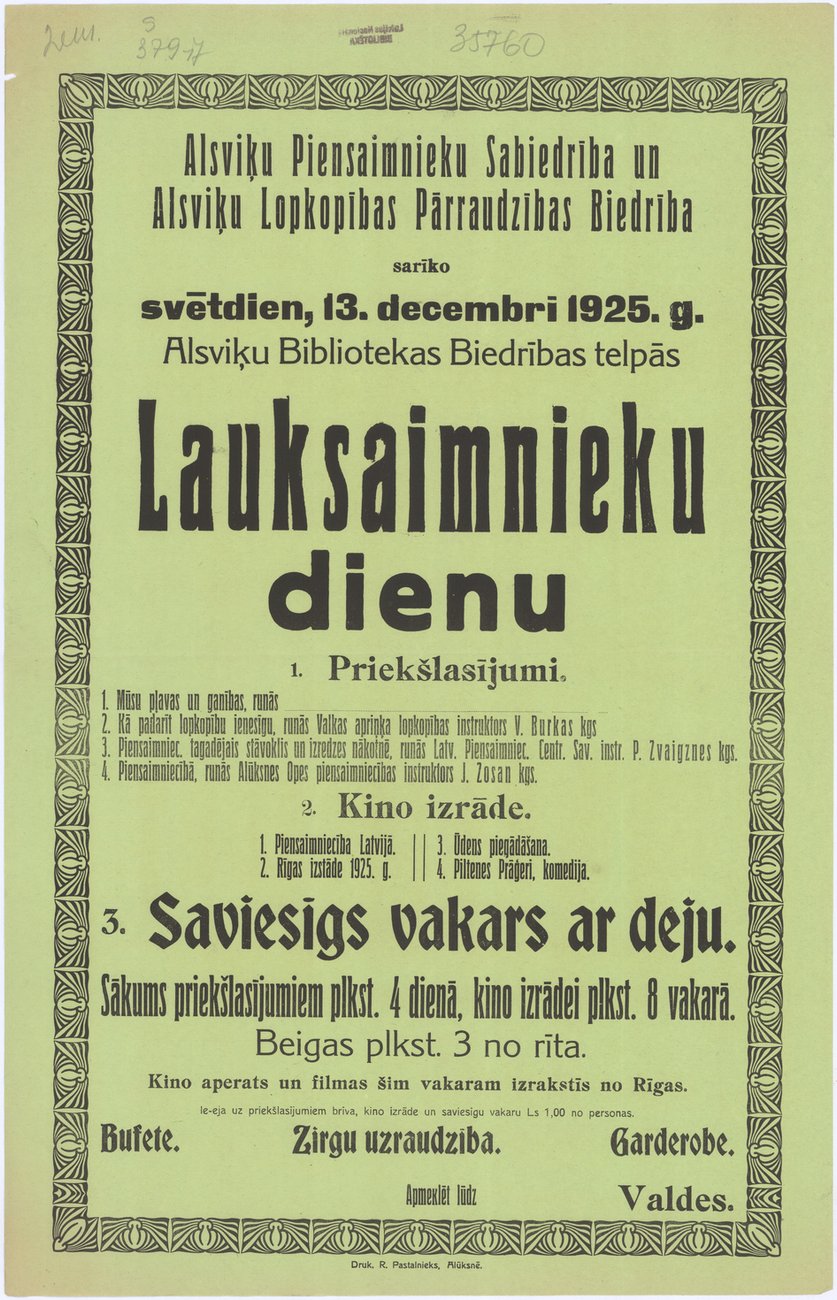 Zem. S 379-17
Latvijas Nacionālā
BIBLIOTĒKA
35760
Alsviķu Piensaimnieku Sabiedrība un
Alsviķu Lopkopības Pārraudzības Biedrība
sarīko
svētdien, 13. decembrī 1925. g.
Alsviķu Bibliotekas Biedrības telpās
Lauksaimnieku
dienu
1. Priekšlasījumi.
1. Mūsu pļavas un ganības, runās
2. Kā padarīt lopkopību ienesīgu, runās Valkas apriņķa lopkopības instruktors V. Burkas kgs
3. Piensaimniec. tagadējais stāvoklis un izredzes nākotnē, runās Latv. Piensaimniec. Centr. Sav. instr. P. Zvaigznes kgs.
4. Piensaimniecībā, runās Alūksnes Opes piensaimniecības instruktors J. Zosan kgs.
2. Kino izrāde.
1. Piensaimniecība Latvijā.
2. Rīgas izstāde 1925. g.
3. Ūdens piegādāšana.
4. Piltenes Prāģeri, komedija.
3. Saviesīgs vakars ar deju.
Sākums priekšlasījumiem plkst. 4 dienā, kino izrādei plkst. 8 vakarā.
Beigas plkst. 3 no rīta.
Kino aperats un filmas šim vakaram izrakstīs no Rīgas.
Ie-eja uz priekšlasijumiem brīva, kino izrāde un saviesīgu vakaru Ls 1,00 no personas.
Bufete. Zirgu uzraudzība. Garderobe.
Apmeklēt lūdz Valdes.
Druk. R. Pastalnieks, Alūksnē.